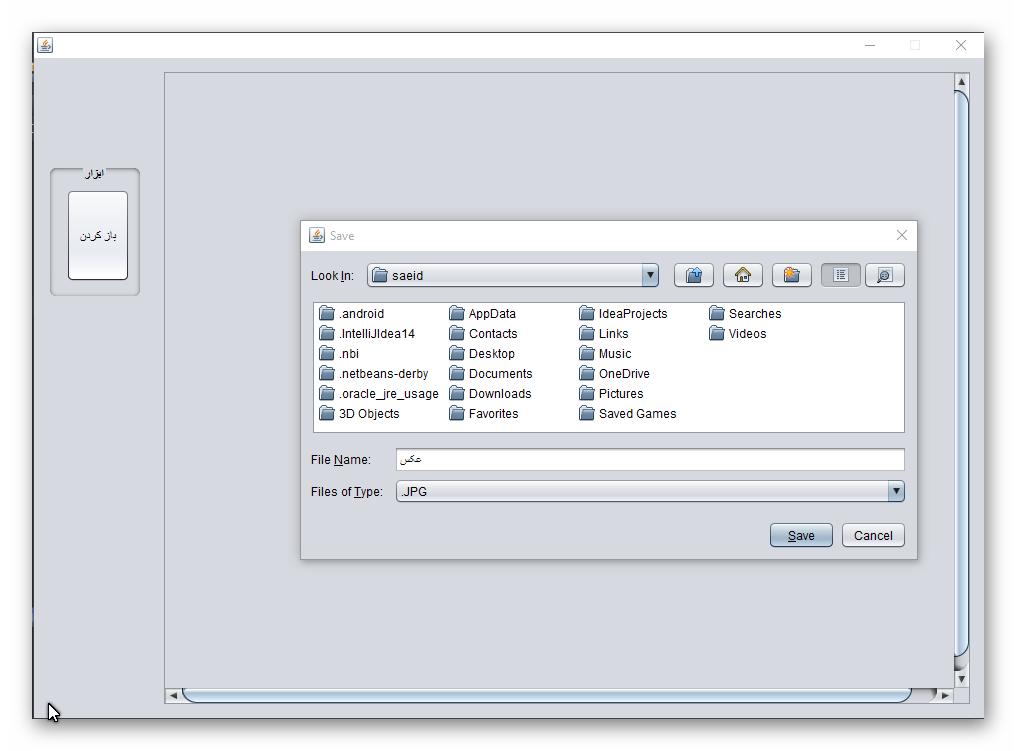 ابزار
باز کردن
Save
Look In: saeid
.android AppData IdeaProjects Searches
.IntelliJIdea14 Contacts Links Videos
.nbi Desktop Music
.netbeans-derby Documents OneDrive
.oracle_jre_usage Downloads Pictures
3D Objects Favorites Saved Games
File Name: عکس
Files of Type: .JPG
Save Cancel